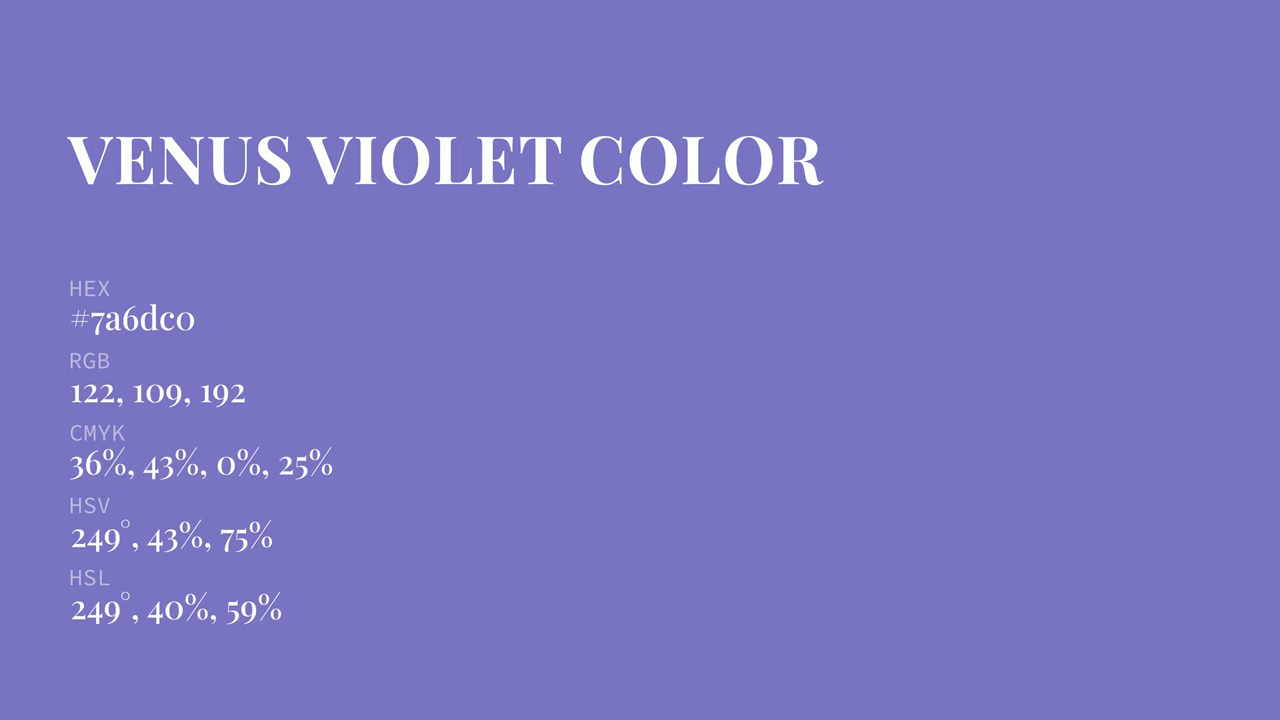 VENUS VIOLET COLOR
HEX
#7a6dc0
RGB
122, 109, 192
CMYK
36%, 43%, 0%, 25%
HSV
249°, 43%, 75%
HSL
249°, 40%, 59%